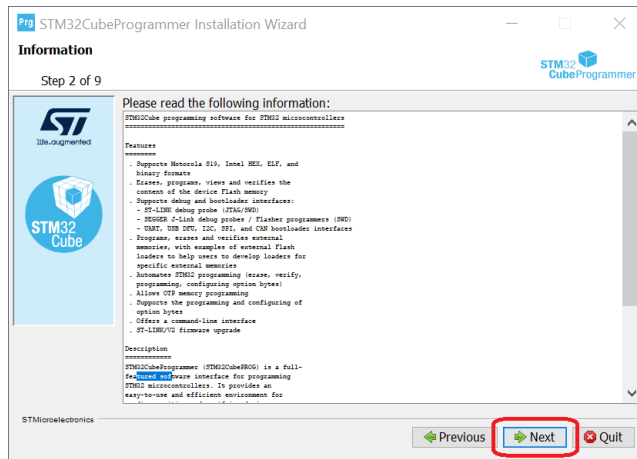 Prg STM32CubeProgrammer Installation Wizard
Information
Step 2 of 9
STM32
CubeProgrammer
life.augmented
STM32
Cube
Please read the following information:
STM32Cube programming software for STM32 microcontrollers
=========================================================
Features
========
. Supports Motorola S19, Intel HEX, ELF, and
binary formats
. Erases, programs, views and verifies the
content of the device Flash memory
. Supports debug and bootloader interfaces:
- ST-LINK debug probe (JTAG/SWD)
- SEGGER J-Link debug probes / Flasher programmers (SWD)
- UART, USB DFU, I2C, SPI, and CAN bootloader interfaces
. Programs, erases and verifies external
memories, with examples of external Flash
loaders to help users to develop loaders for
specific external memories
. Automates STM32 programming (erase, verify,
programming, configuring option bytes)
. Allows OTP memory programming
. Supports the programming and configuring of
option bytes
. Offers a command-line interface
. ST-LINK/V2 firmware upgrade
Description
============
STM32CubeProgrammer (STM32CubePROG) is a full-
featured software interface for programming
STM32 microcontrollers. It provides an
easy-to-use and efficient environment for
STMicroelectronics
Previous
Next
Quit